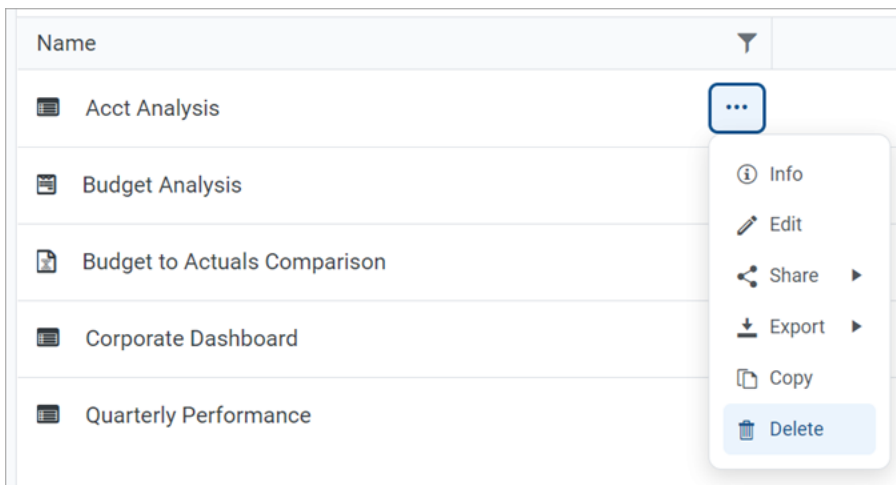 Name
Acct Analysis
Budget Analysis
Budget to Actuals Comparison
Corporate Dashboard
Quarterly Performance
Info
Edit
Share
Export
Copy
Delete